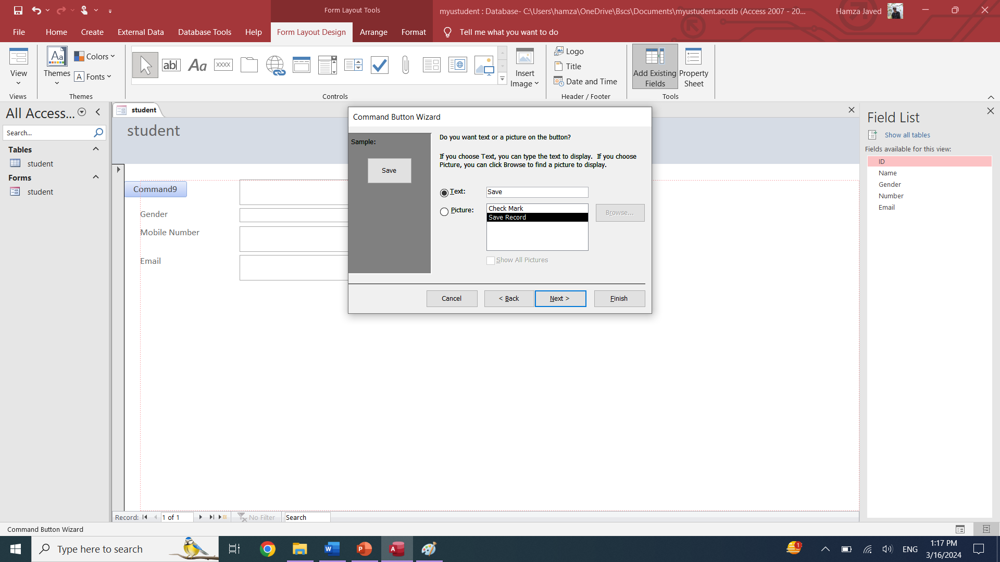 Form Layout Tools
myustudent : Database- C:\Users\hamza\OneDrive\Bscs\Documents\myustudent.accdb (Access 2007 - 20...
Hamza Javed
File Home Create External Data Database Tools Help Form Layout Design Arrange Format Tell me what you want to do
View
Views
Aa
Themes
Colors
A Fonts
Themes
ab Aa XXXX
Controls
Insert
Image
Logo
Title
Date and Time
Header / Footer
Add Existing
Fields
Property
Sheet
Tools
All Access...
Search...
Tables
student
Forms
student
student
student
Command9
Gender
Mobile Number
Email
Command Button Wizard
Sample:
Save
Do you want text or a picture on the button?
If you choose Text, you can type the text to display. If you choose
Picture, you can click Browse to find a picture to display.
Text: Save
Picture: Check Mark
Save Record
Browse...
Show All Pictures
Cancel < Back Next > Finish
Field List
Show all tables
Fields available for this view:
ID
Name
Gender
Number
Email
Record: 1 of 1 No Filter Search
Command Button Wizard
Type here to search
W P A
1
ENG
1:17 PM
3/16/2024